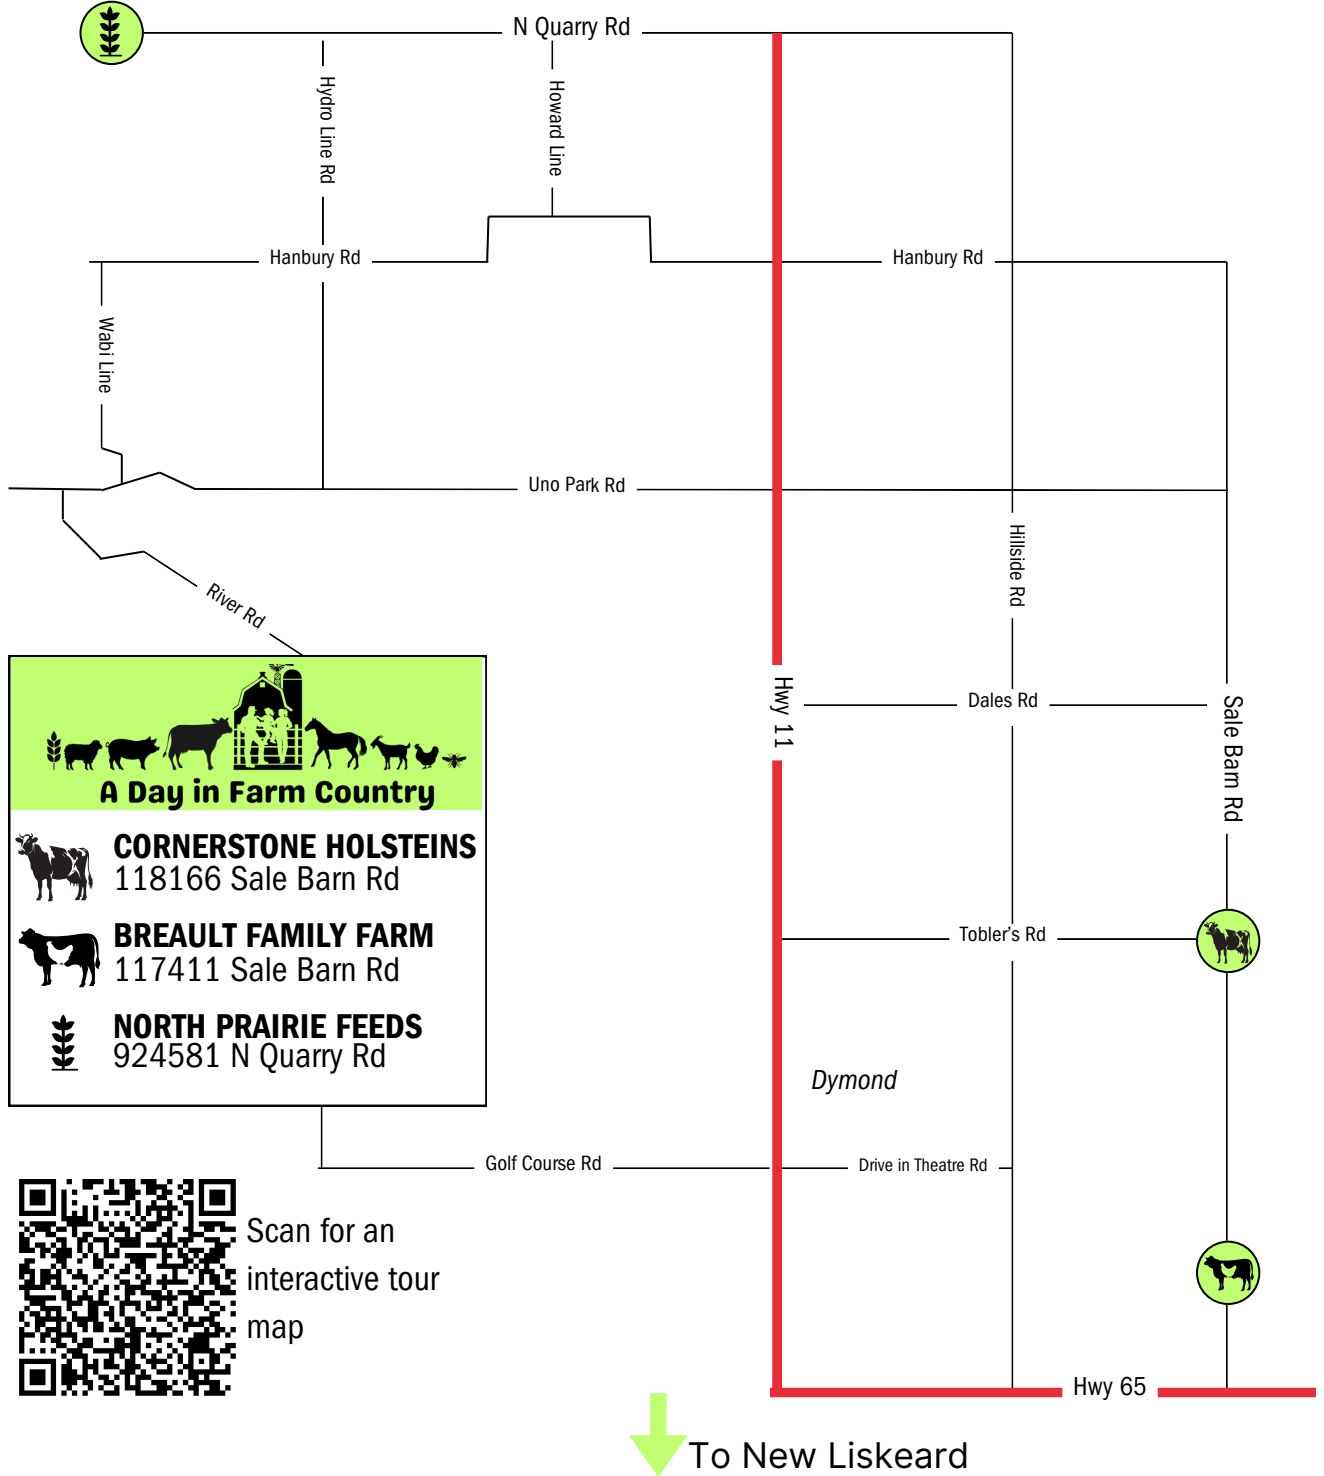 N Quarry Rd
Hydro Line Rd
Howard Line
Hanbury Rd
Hanbury Rd
Wabi Line
Uno Park Rd
Hillside Rd
River Rd
Hwy 11
Dales Rd
Sale Barn Rd
A Day in Farm Country
CORNERSTONE HOLSTEINS
118166 Sale Barn Rd
BREAULT FAMILY FARM
117411 Sale Barn Rd
NORTH PRAIRIE FEEDS
924581 N Quarry Rd
Tobler's Rd
Dymond
Golf Course Rd
Drive in Theatre Rd
Scan for an
interactive tour
map
Hwy 65
To New Liskeard